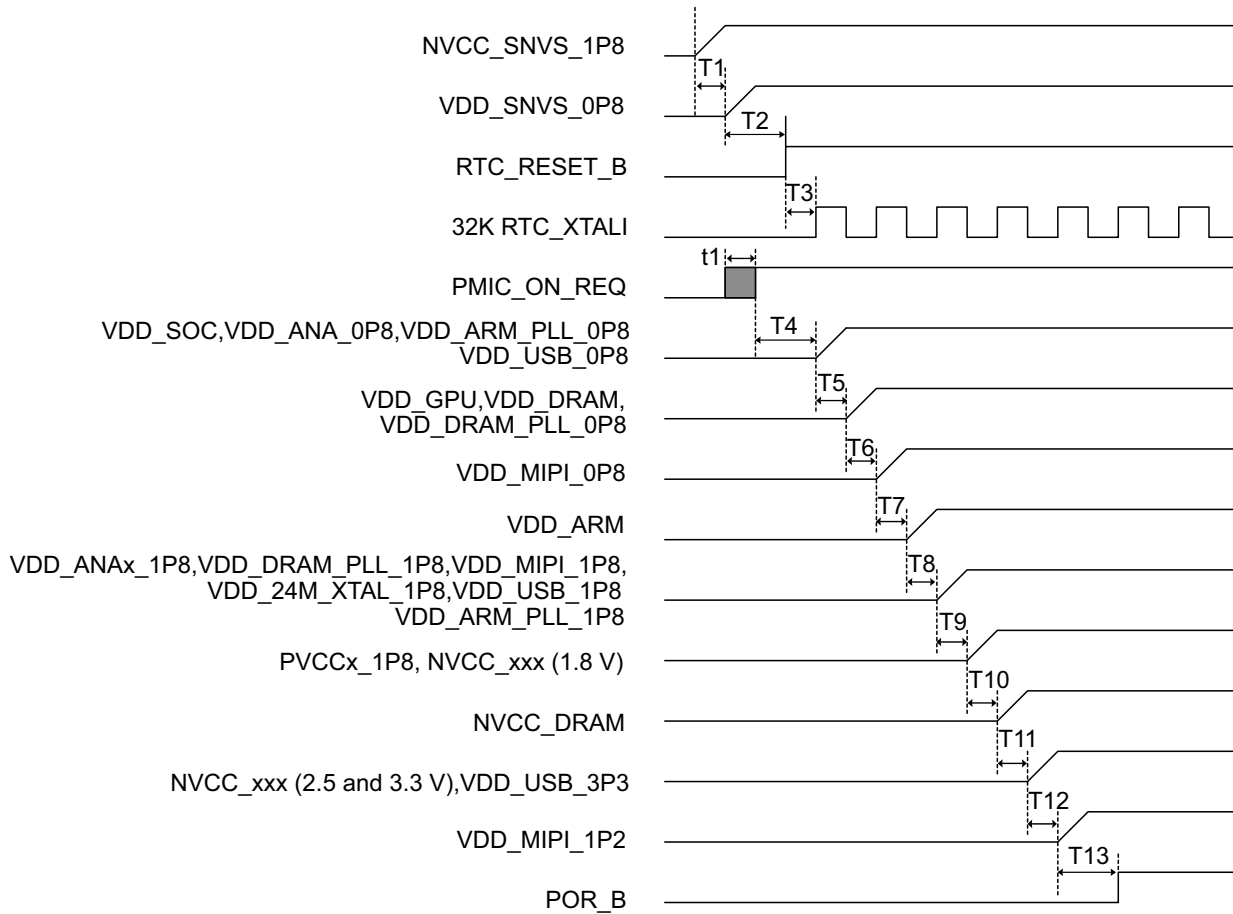 NVCC_SNVS_1P8
T1
VDD_SNVS_0P8
T2
RTC_RESET_B
T3
32K RTC_XTALI
t1
PMIC_ON_REQ
T4
VDD_SOC,VDD_ANA_0P8,VDD_ARM_PLL_0P8
VDD_USB_0P8
T5
VDD_GPU,VDD_DRAM,
VDD_DRAM_PLL_0P8
T6
VDD_MIPI_0P8
T7
VDD_ARM
T8
VDD_ANAx_1P8,VDD_DRAM_PLL_1P8,VDD_MIPI_1P8,
VDD_24M_XTAL_1P8,VDD_USB_1P8
VDD_ARM_PLL_1P8
T9
PVCCx_1P8, NVCC_xxx (1.8 V)
T10
NVCC_DRAM
T11
NVCC_xxx (2.5 and 3.3 V),VDD_USB_3P3
T12
VDD_MIPI_1P2
T13
POR_B